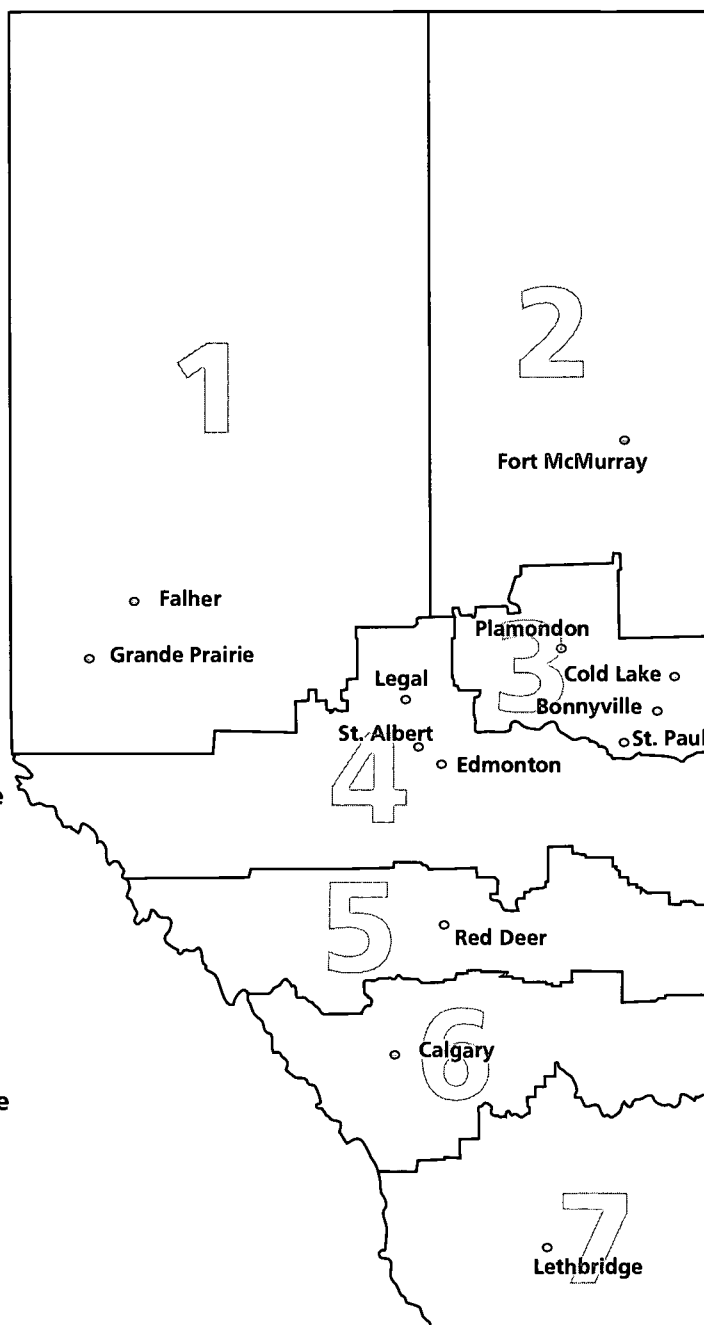 2
1
Fort McMurray
Falher
Plamondon
3
Grande Prairie
Cold Lake
Legal
Bonnyville
St. Albert
St. Paul
4
Edmonton
e
5
Red Deer
6
Calgary
e
7
Lethbridge